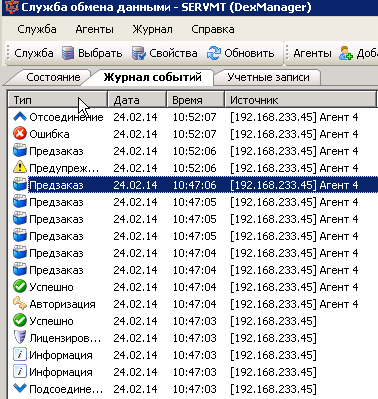 Служба обмена данными - SERVMT (DexManager)
Служба Агенты Журнал Справка
Служба Выбрать Свойства Обновить Агенты Доба
Состояние Журнал событий Учетные записи
Тип Дата Время Источник
Отсоединение 24.02.14 10:52:07 [192.168.233.45] Агент 4
Ошибка 24.02.14 10:52:07 [192.168.233.45] Агент 4
Предзаказ 24.02.14 10:52:06 [192.168.233.45] Агент 4
Предупреж... 24.02.14 10:52:06 [192.168.233.45] Агент 4
Предзаказ 24.02.14 10:47:06 [192.168.233.45] Агент 4
Предзаказ 24.02.14 10:47:05 [192.168.233.45] Агент 4
Предзаказ 24.02.14 10:47:05 [192.168.233.45] Агент 4
Предзаказ 24.02.14 10:47:05 [192.168.233.45] Агент 4
Предзаказ 24.02.14 10:47:04 [192.168.233.45] Агент 4
Предзаказ 24.02.14 10:47:04 [192.168.233.45] Агент 4
Успешно 24.02.14 10:47:04 [192.168.233.45] Агент 4
Авторизация 24.02.14 10:47:03 [192.168.233.45] Агент 4
Успешно 24.02.14 10:47:03 [192.168.233.45]
Лицензиров... 24.02.14 10:47:03 [192.168.233.45]
Информация 24.02.14 10:47:03 [192.168.233.45]
Информация 24.02.14 10:47:03 [192.168.233.45]
Подсоедине... 24.02.14 10:47:03 [192.168.233.45]